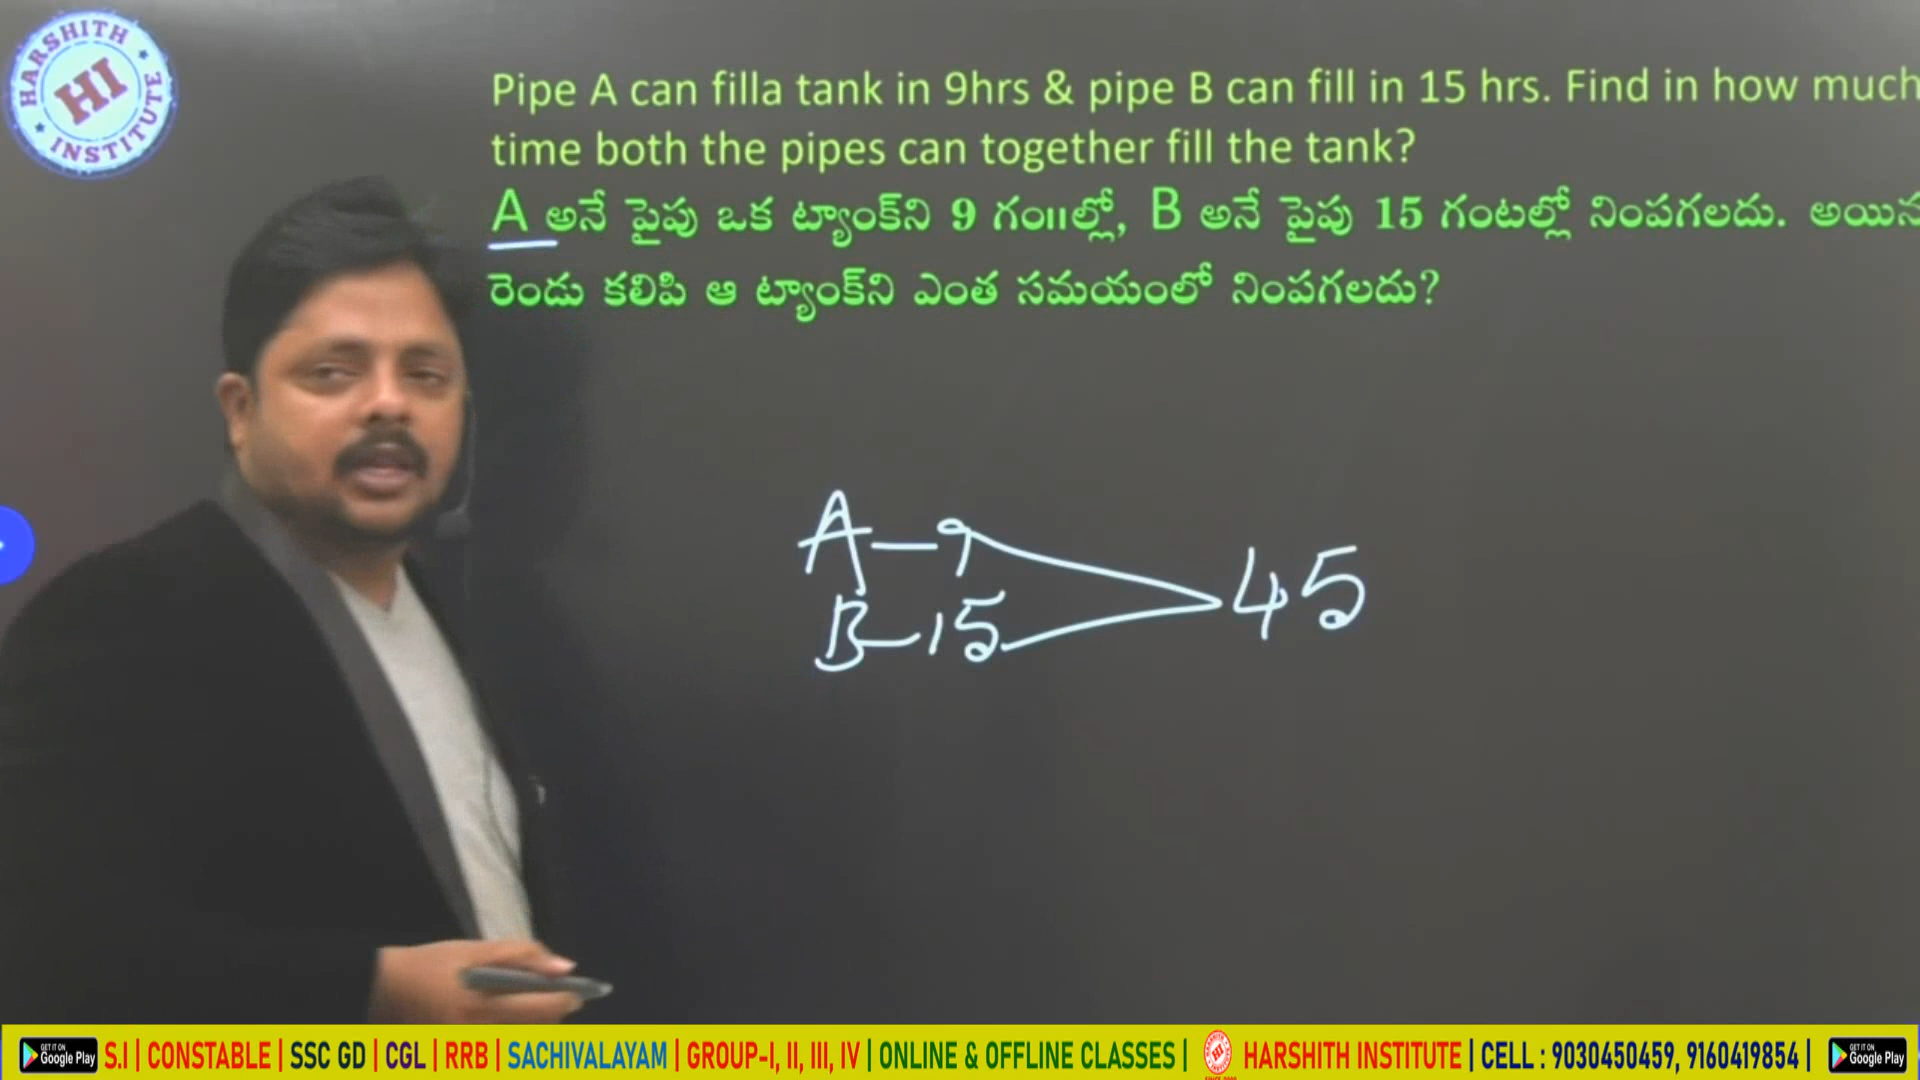 HARSHITH
HI
INSTITUTE
Pipe A can filla tank in 9hrs & pipe B can fill in 15 hrs. Find in how much
time both the pipes can together fill the tank?
A అనే పైపు ఒక ట్యాంక్‌ని 9 గం॥ల్లో, B అనే పైపు 15 గంటల్లో నింపగలదు. అయిన
రెండు కలిపి ఆ ట్యాంక్‌ని ఎంత సమయంలో నింపగలదు?
A–9
B–15
45
GET IT ON Google Play S.I | CONSTABLE | SSC GD | CGL | RRB | SACHIVALAYAM | GROUP-I, II, III, IV | ONLINE & OFFLINE CLASSES | HI HARSHITH INSTITUTE | CELL : 9030450459, 9160419854 | GET IT ON Google Play